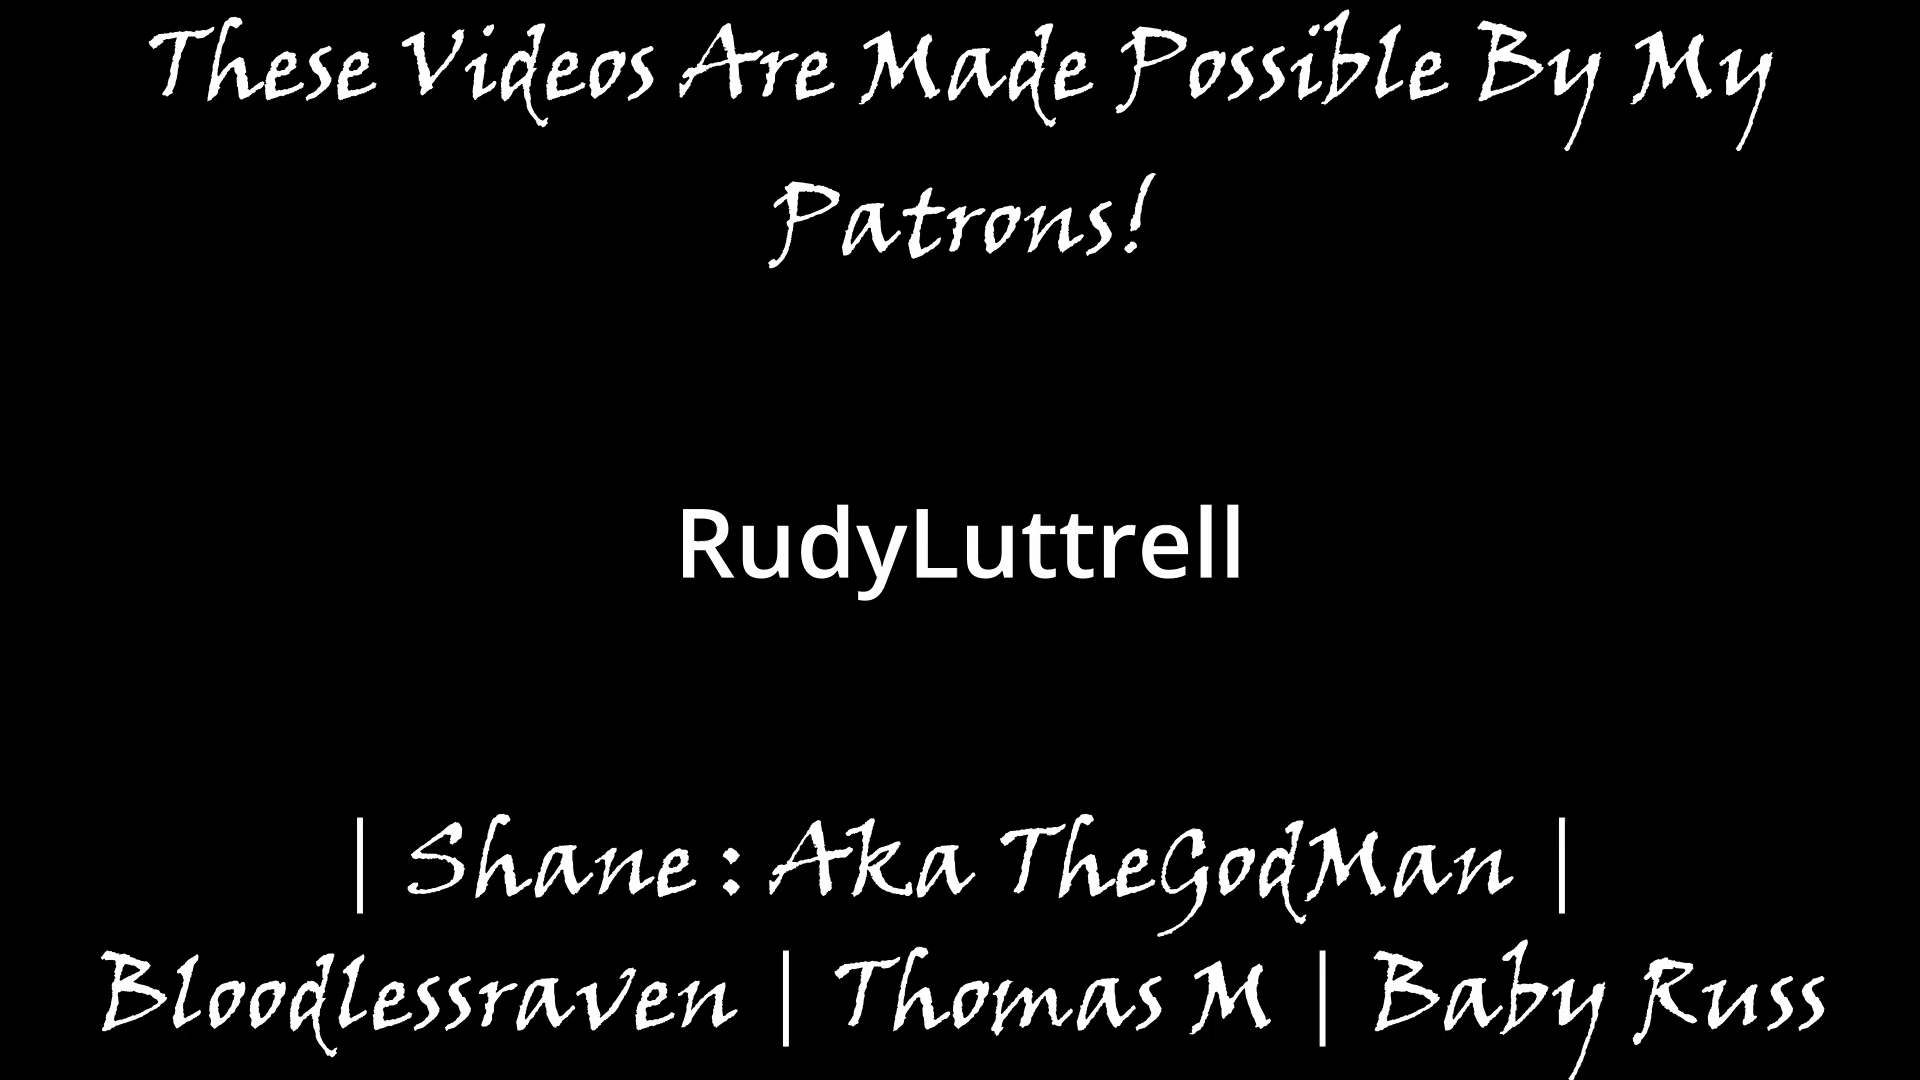 These Videos Are Made Possible By My
Patrons!
RudyLuttrell
| Shane : Aka TheGodMan |
Bloodlessraven | Thomas M | Baby Russ